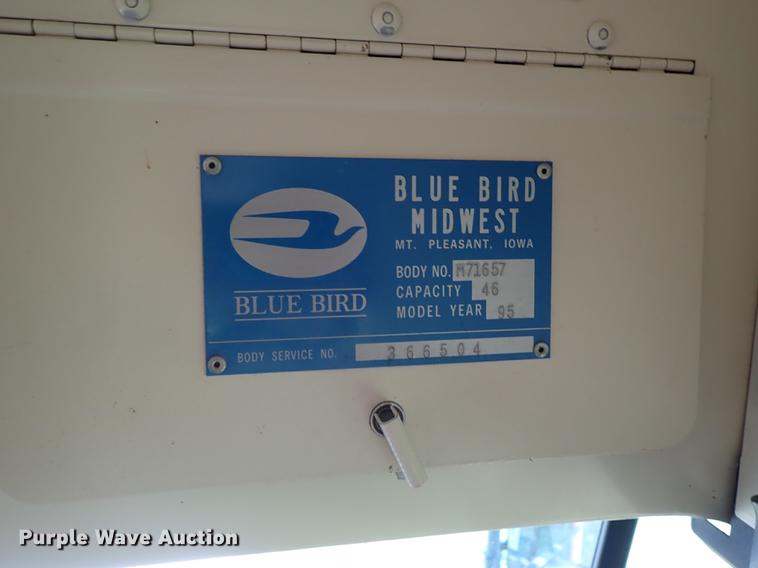 BLUE BIRD
MIDWEST
MT. PLEASANT, IOWA
BODY NO. M71657
CAPACITY 46
MODEL YEAR 95
BLUE BIRD
BODY SERVICE NO. 366504
Purple Wave Auction